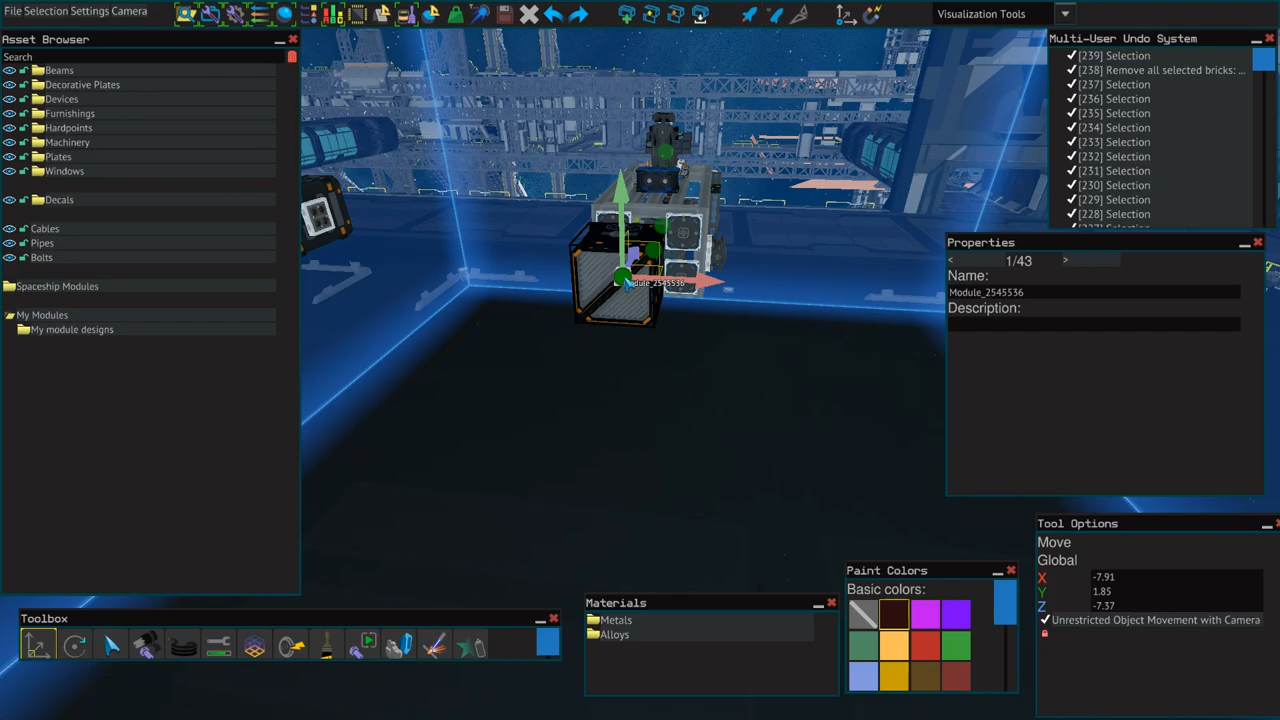 File Selection Settings Camera
Visualization Tools
Asset Browser
Search
Beams
Decorative Plates
Devices
Furnishings
Hardpoints
Machinery
Plates
Windows
Decals
Cables
Pipes
Bolts
Spaceship Modules
My Modules
My module designs
Multi-User Undo System
[239] Selection
[238] Remove all selected bricks: ...
[237] Selection
[236] Selection
[235] Selection
[234] Selection
[233] Selection
[232] Selection
[231] Selection
[230] Selection
[229] Selection
[228] Selection
Properties
< 1/43 >
Name:
Module_2545536
Description:
Module_2545536
Tool Options
Move
Global
X -7.91
Y 1.85
Z -7.37
Unrestricted Object Movement with Camera
Paint Colors
Basic colors:
Materials
Metals
Alloys
Toolbox